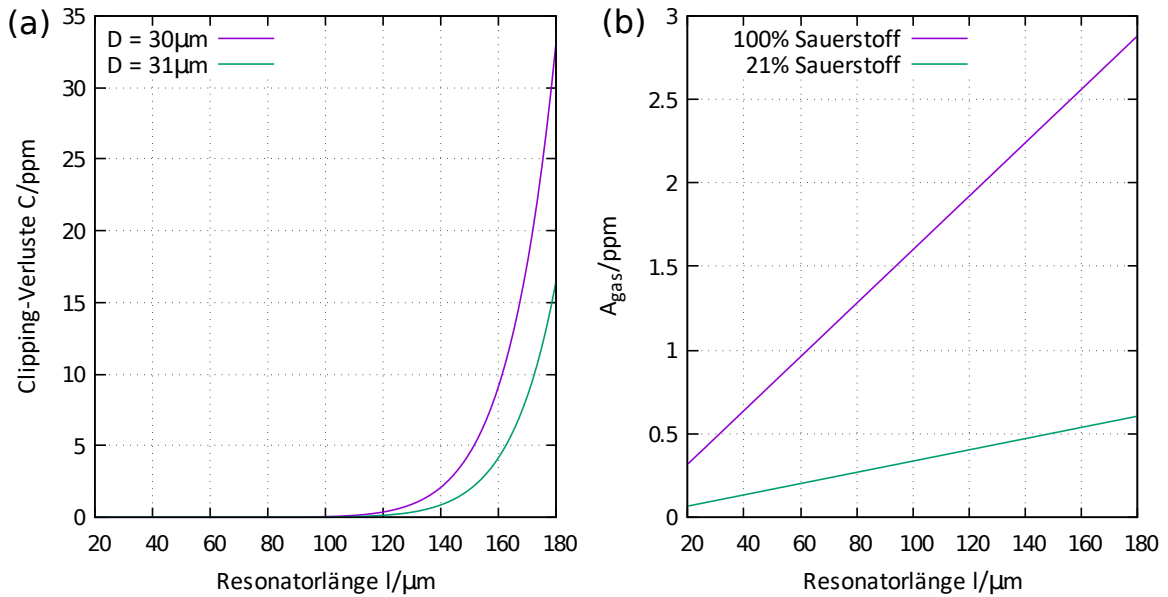 (a)
D = 30µm
D = 31µm
Clipping-Verluste C/ppm
35
30
25
20
15
10
5
0
20 40 60 80 100 120 140 160 180
Resonatorlänge l/µm
(b)
100% Sauerstoff
21% Sauerstoff
A_gas/ppm
3
2.5
2
1.5
1
0.5
0
20 40 60 80 100 120 140 160 180
Resonatorlänge l/µm